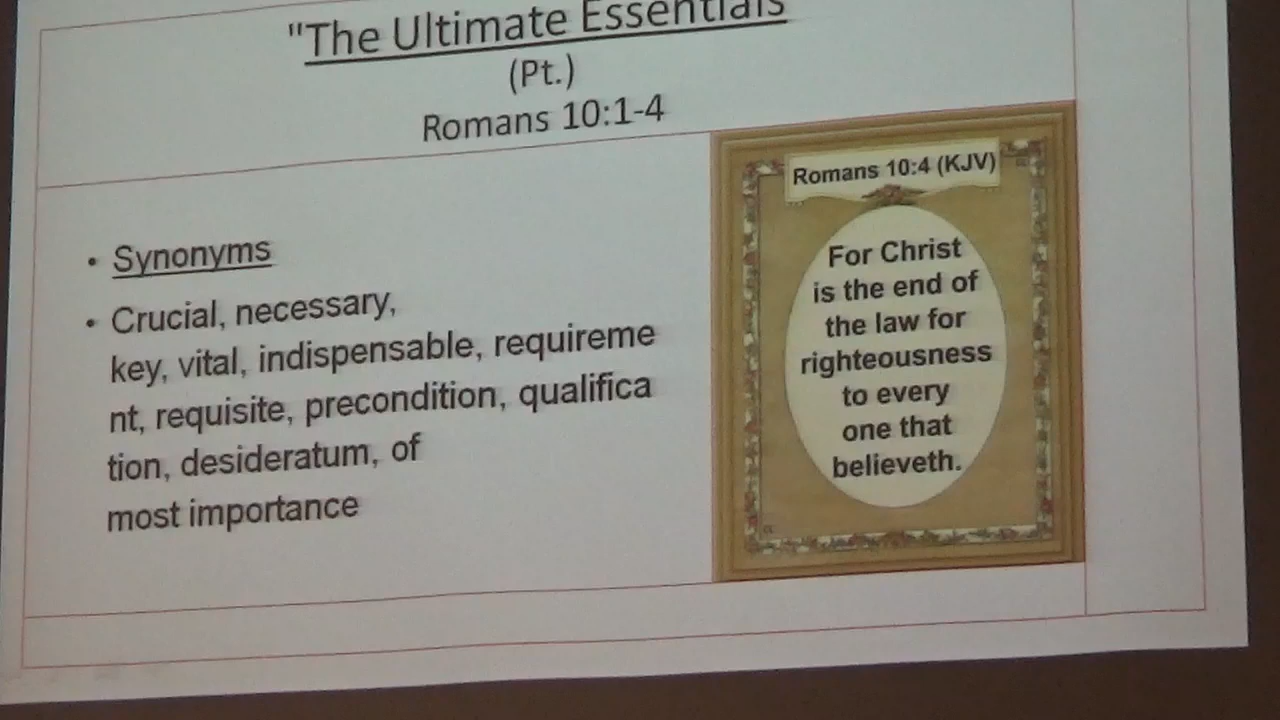 "The Ultimate Essentials
(Pt.)
Romans 10:1-4
• Synonyms
• Crucial, necessary,
key, vital, indispensable, requireme
nt, requisite, precondition, qualifica
tion, desideratum, of
most importance
Romans 10:4 (KJV)
For Christ
is the end of
the law for
righteousness
to every
one that
believeth.